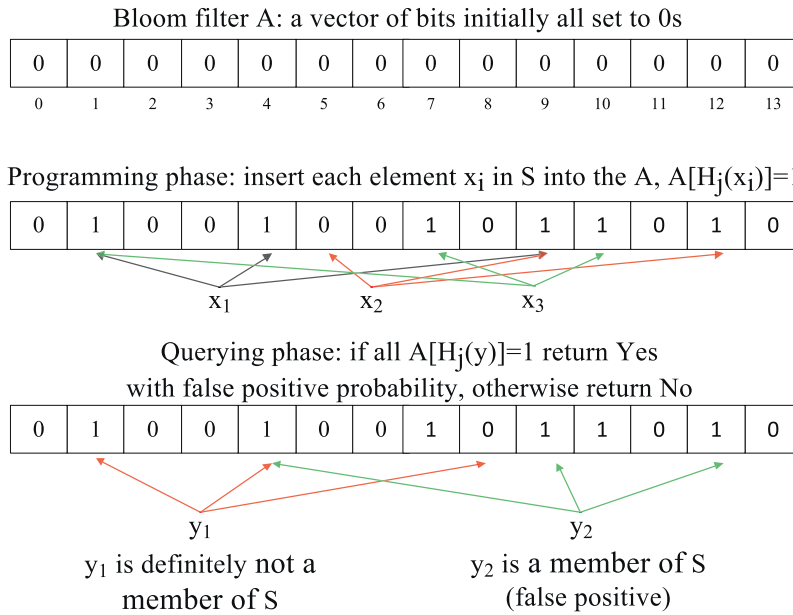 Bloom filter A: a vector of bits initially all set to 0s
0 0 0 0 0 0 0 0 0 0 0 0 0 0
0 1 2 3 4 5 6 7 8 9 10 11 12 13
Programming phase: insert each element xi in S into the A, A[Hj(xi)]=1
0 1 0 0 1 0 0 1 0 1 1 0 1 0
x1 x2 x3
Querying phase: if all A[Hj(y)]=1 return Yes
with false positive probability, otherwise return No
0 1 0 0 1 0 0 1 0 1 1 0 1 0
y1 y2
y1 is definitely not a
member of S
y2 is a member of S
(false positive)